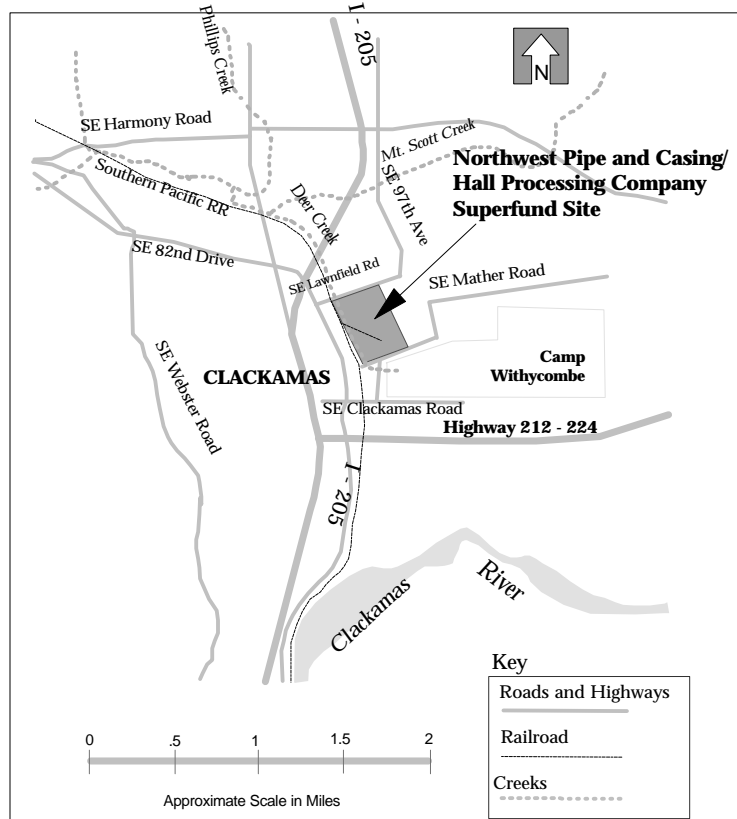 Phillips Creek
I - 205
N
SE Harmony Road
Mt. Scott Creek
Northwest Pipe and Casing/
Hall Processing Company
Superfund Site
Southern Pacific RR
Deer Creek
SE 97th Ave
SE 82nd Drive
SE Lawnfield Rd
SE Mather Road
SE Webster Road
CLACKAMAS
Camp
Withycombe
SE Clackamas Road
Highway 212 - 224
I - 205
Clackamas
River
Key
Roads and Highways
Railroad
Creeks
0 .5 1 1.5 2
Approximate Scale in Miles